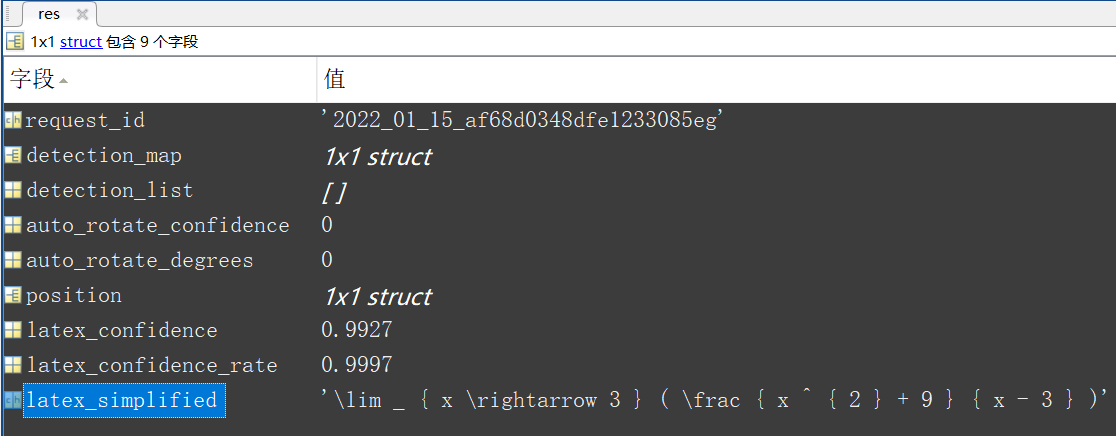 res
1x1 struct 包含 9 个字段
字段 值
request_id '2022_01_15_af68d0348dfe1233085eg'
detection_map 1x1 struct
detection_list []
auto_rotate_confidence 0
auto_rotate_degrees 0
position 1x1 struct
latex_confidence 0.9927
latex_confidence_rate 0.9997
latex_simplified '\lim _ { x \rightarrow 3 } ( \frac { x ^ { 2 } + 9 } { x - 3 } )'